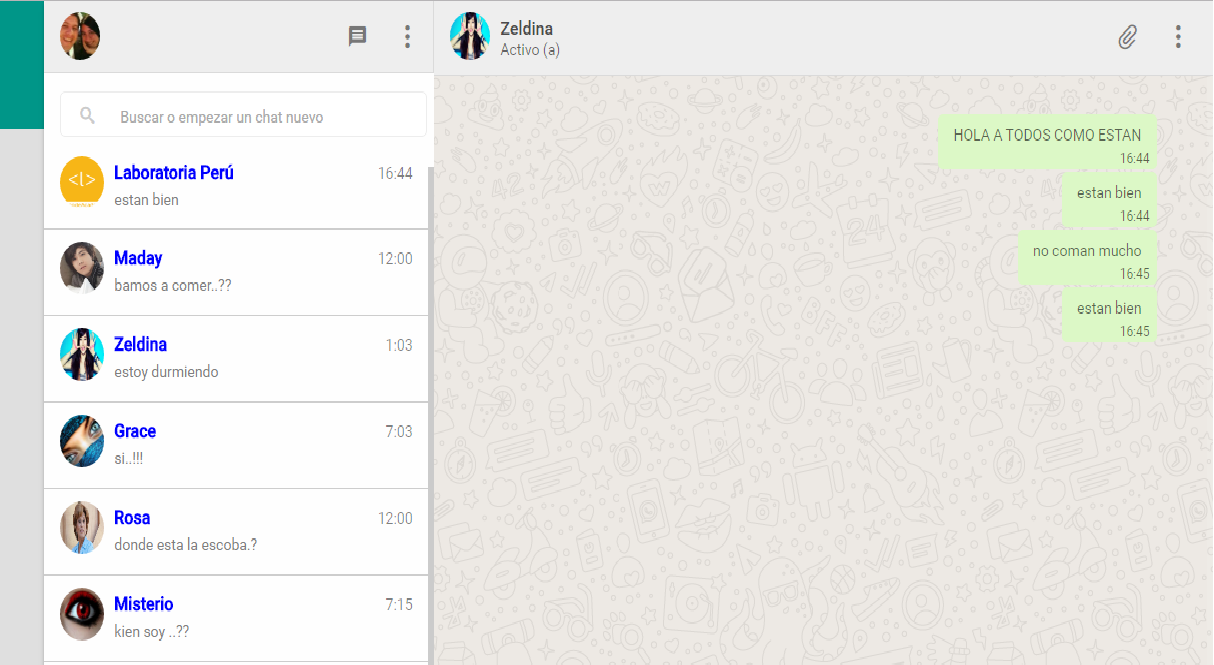 Zeldina
Activo (a)
Buscar o empezar un chat nuevo
Laboratoria Perú 16:44
estan bien
Maday 12:00
bamos a comer..??
Zeldina 1:03
estoy durmiendo
Grace 7:03
si..!!!
Rosa 12:00
donde esta la escoba.?
Misterio 7:15
kien soy ..??
HOLA A TODOS COMO ESTAN
16:44
estan bien
16:44
no coman mucho
16:45
estan bien
16:45